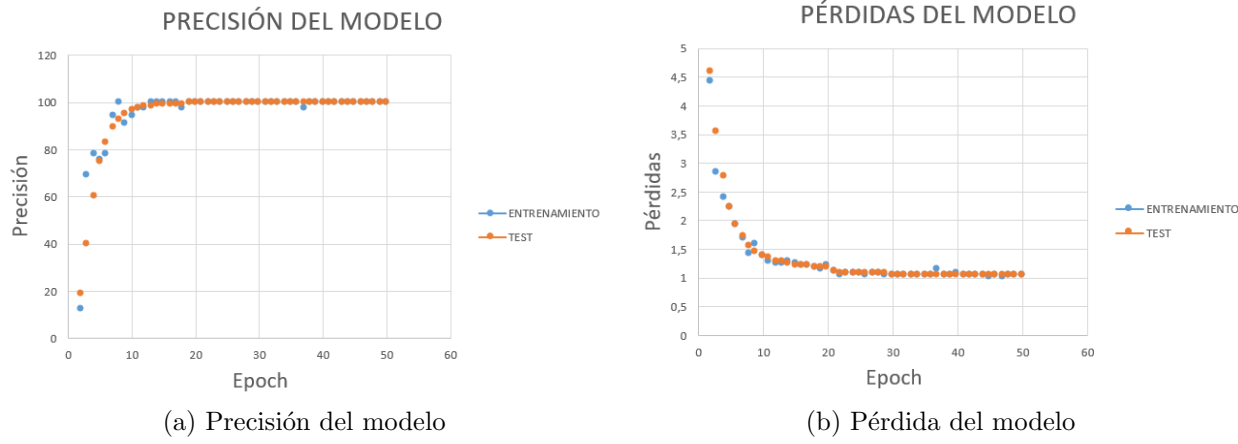 PRECISIÓN DEL MODELO
120
100
80
60
40
20
0
0 10 20 30 40 50 60
Precisión
Epoch
ENTRENAMIENTO
TEST
(a) Precisión del modelo
PÉRDIDAS DEL MODELO
5
4,5
4
3,5
3
2,5
2
1,5
1
0,5
0
0 10 20 30 40 50 60
Pérdidas
Epoch
ENTRENAMIENTO
TEST
(b) Pérdida del modelo